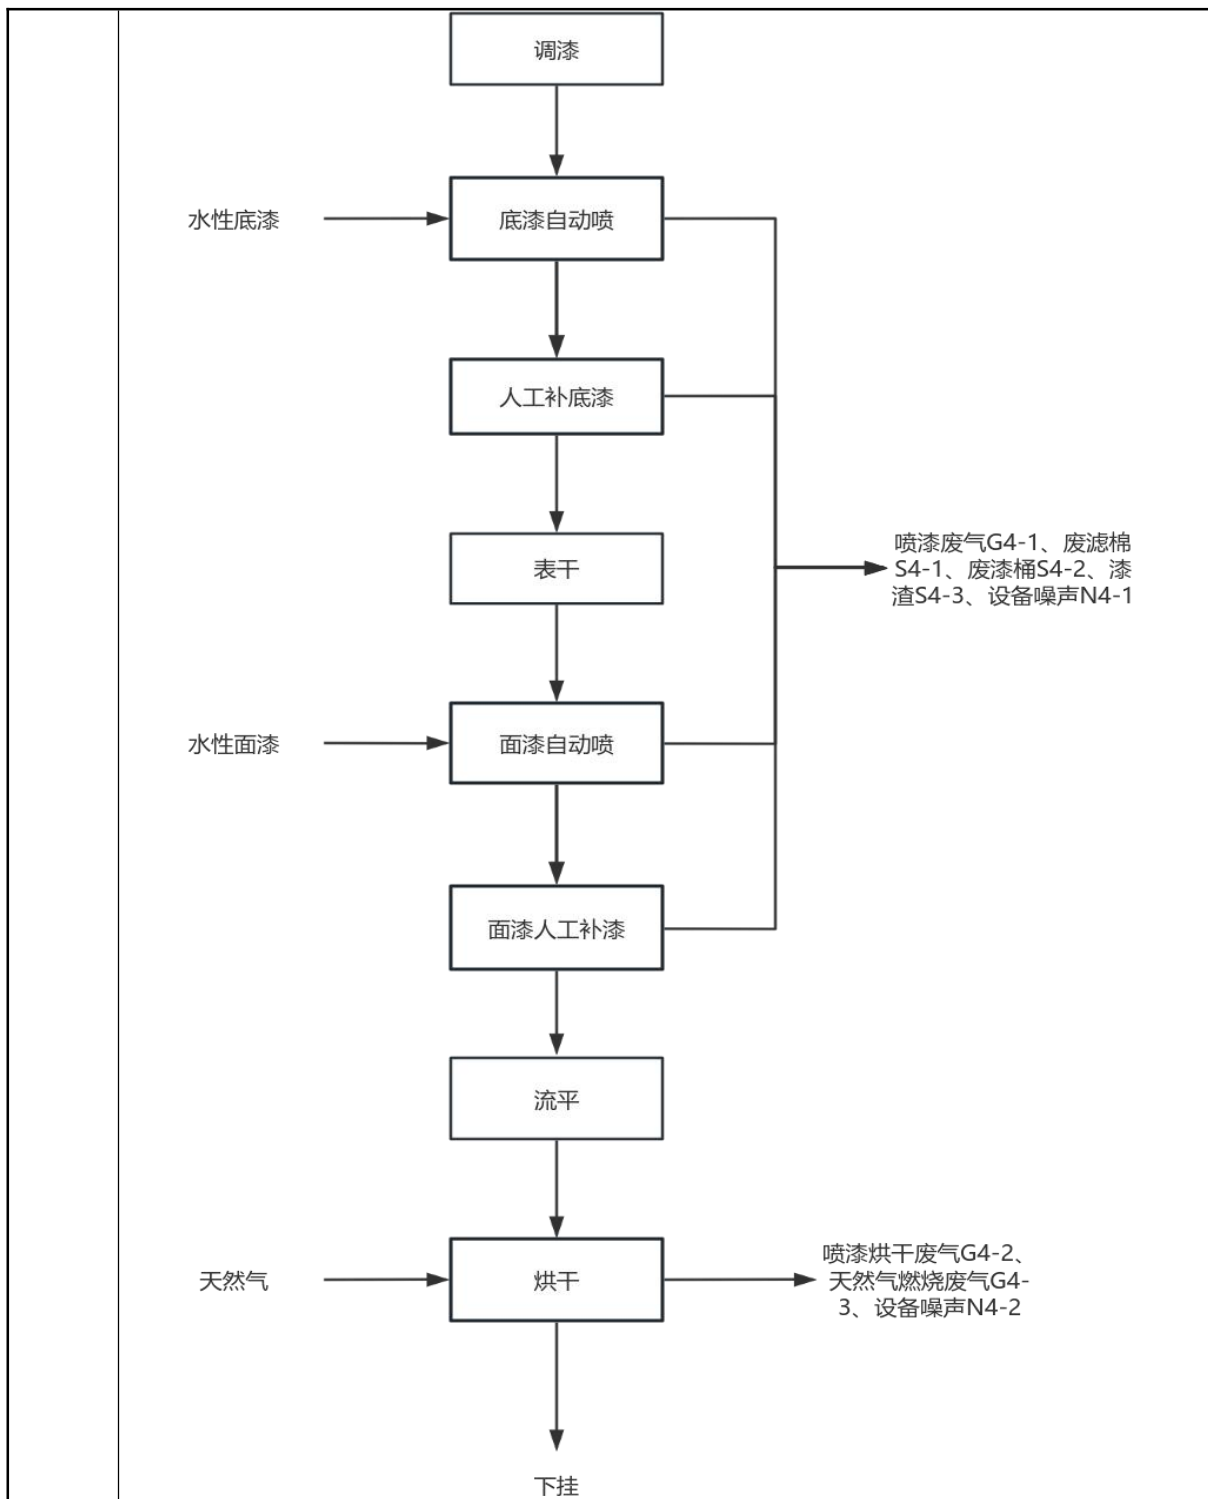 调漆
水性底漆
底漆自动喷
人工补底漆
喷漆废气G4-1、废滤棉
S4-1、废漆桶S4-2、漆
渣S4-3、设备噪声N4-1
表干
水性面漆
面漆自动喷
面漆人工补漆
流平
天然气
烘干
喷漆烘干废气G4-2、
天然气燃烧废气G4-
3、设备噪声N4-2
下挂